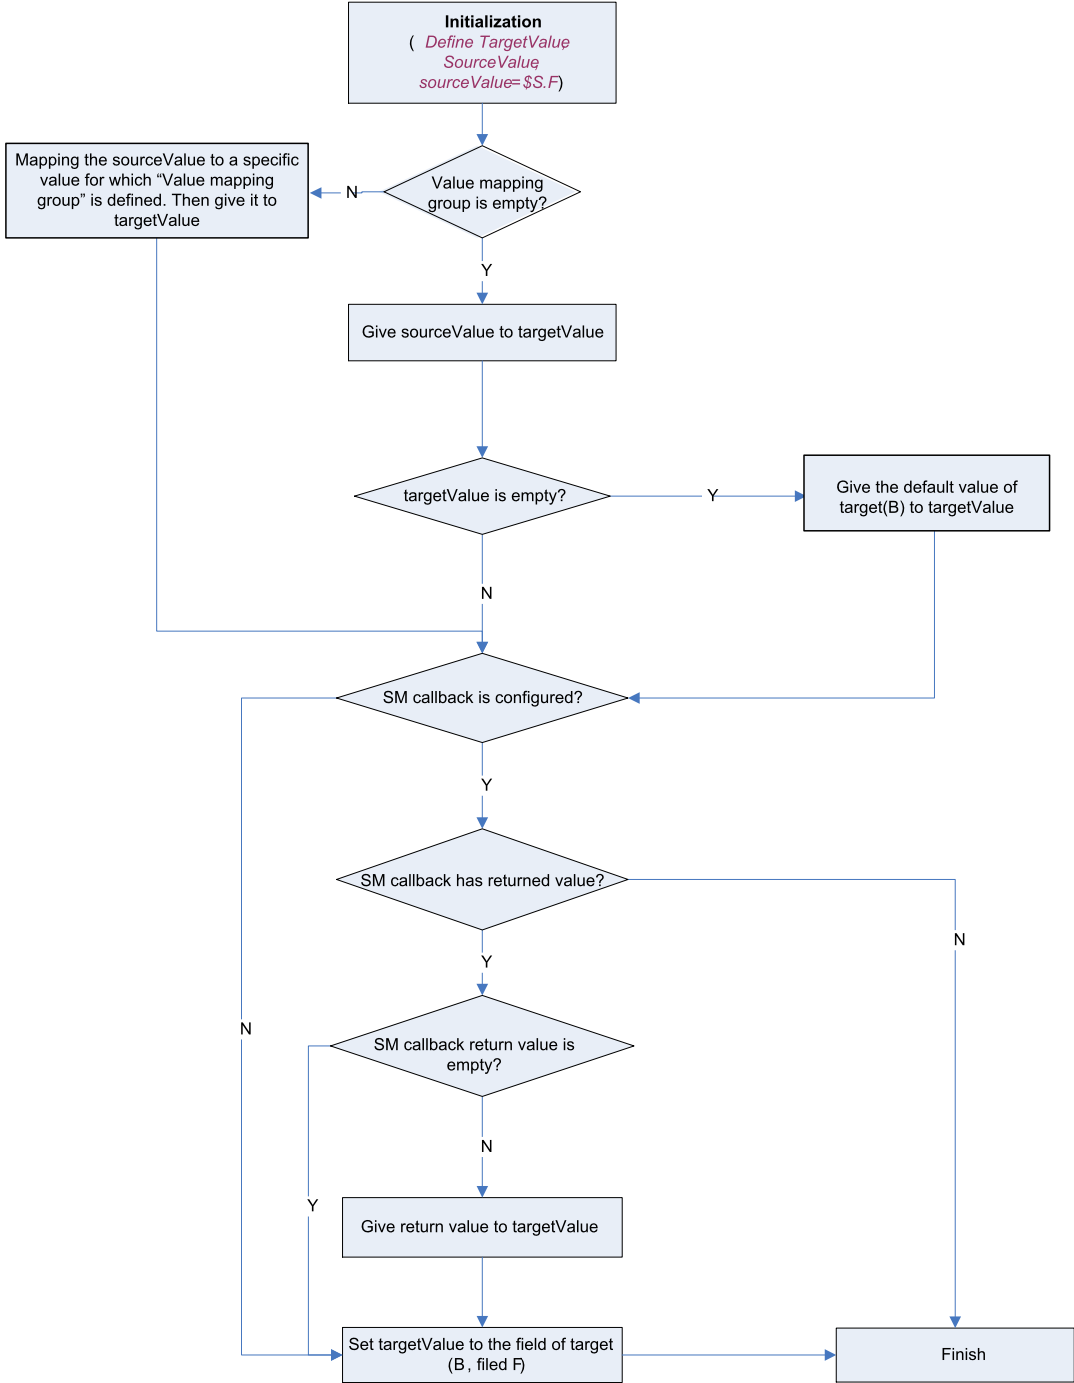 Initialization
( Define TargetValue,
SourceValue,
sourceValue=$S.F)
Mapping the sourceValue to a specific
value for which “Value mapping
group” is defined. Then give it to
targetValue
N
Value mapping
group is empty?
Y
Give sourceValue to targetValue
targetValue is empty?
Y
Give the default value of
target(B) to targetValue
N
SM callback is configured?
Y
SM callback has returned value?
N
Y
N
SM callback return value is
empty?
N
Y
Give return value to targetValue
Set targetValue to the field of target
(B, filed F)
Finish